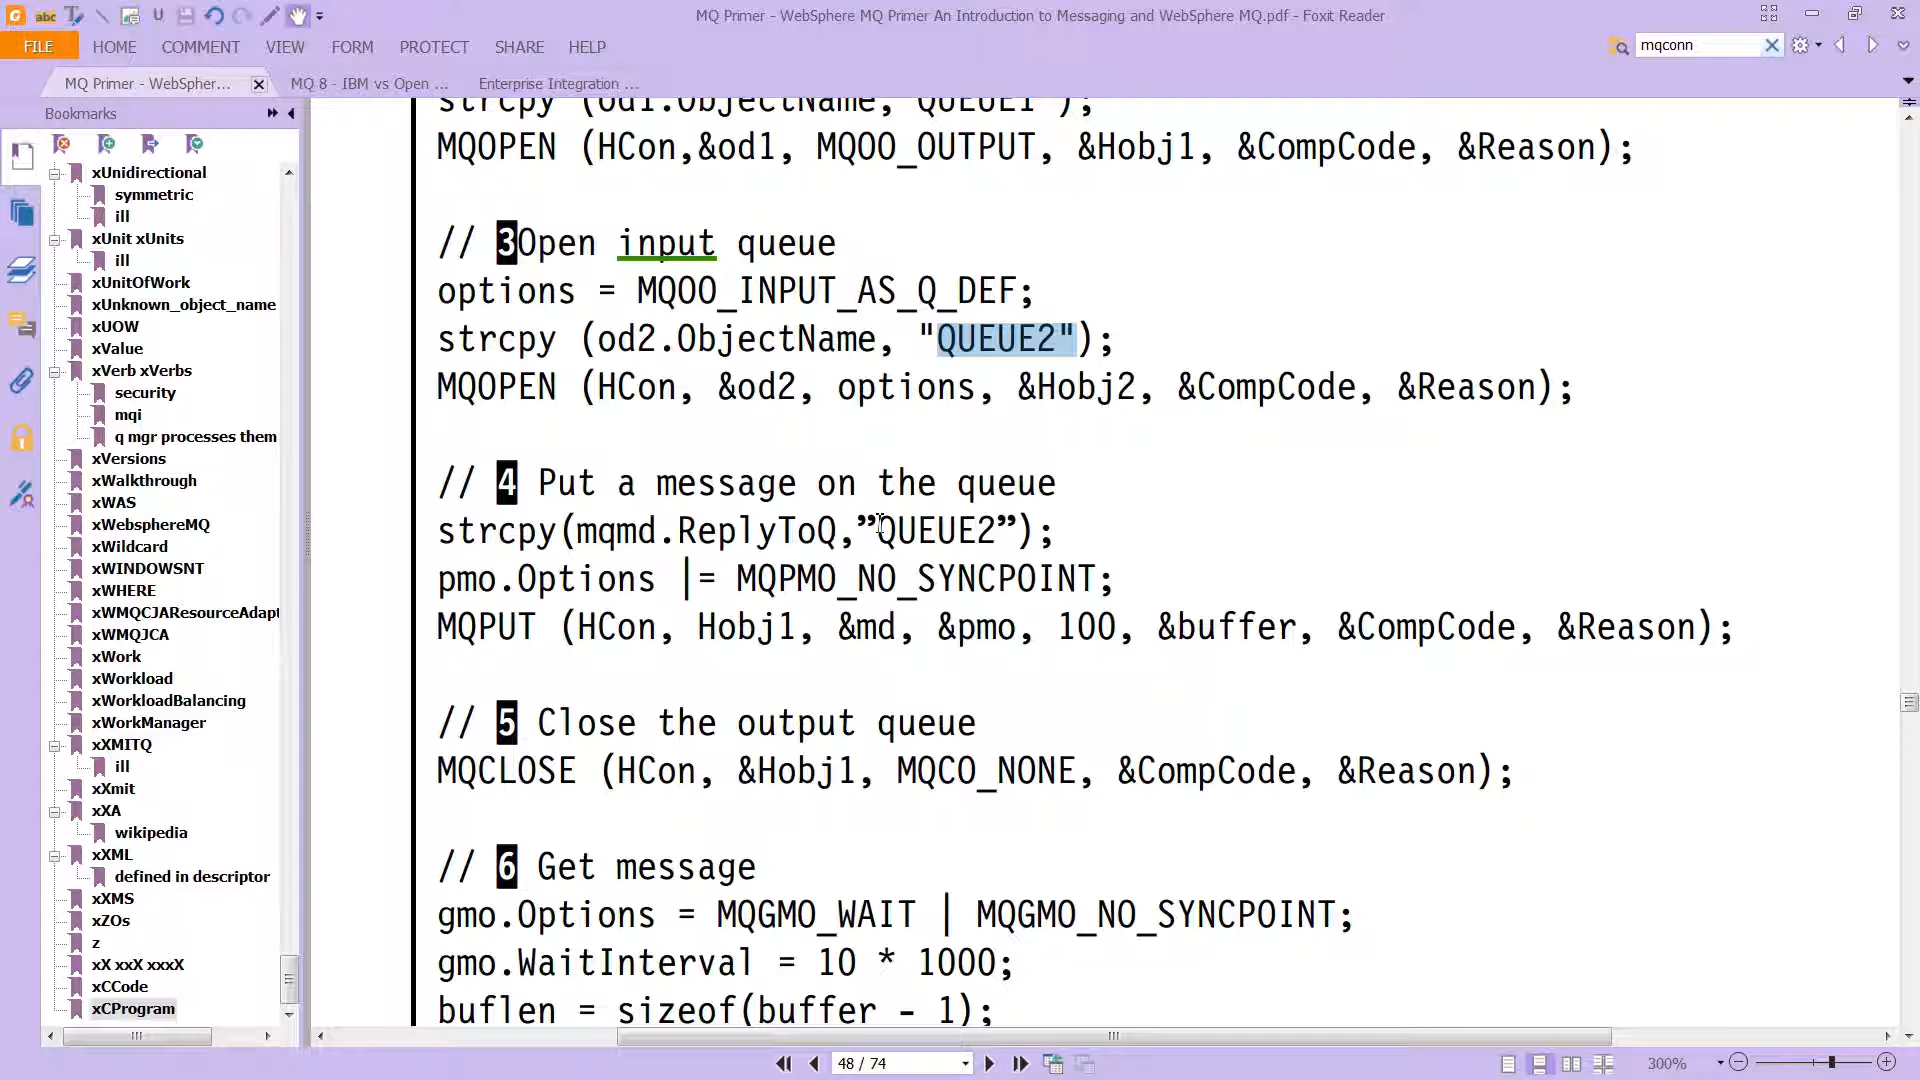 MQ Primer - WebSphere MQ Primer An Introduction to Messaging and WebSphere MQ.pdf - Foxit Reader
FILE HOME COMMENT VIEW FORM PROTECT SHARE HELP
mqconn
MQ Primer - WebSpher... MQ 8 - IBM vs Open ... Enterprise Integration ...
Bookmarks
xUnidirectional
symmetric
ill
xUnit xUnits
ill
xUnitOfWork
xUnknown_object_name
xUOW
xValue
xVerb xVerbs
security
mqi
q mgr processes them
xVersions
xWalkthrough
xWAS
xWebsphereMQ
xWildcard
xWINDOWSNT
xWHERE
xWMQCJAResourceAdapt
xWMQJCA
xWork
xWorkload
xWorkloadBalancing
xWorkManager
xXMITQ
ill
xXmit
xXA
wikipedia
xXML
defined in descriptor
xXMS
xZOs
z
xX xxX xxxX
xCCode
xCProgram
strcpy (od1.ObjectName, "QUEUE1");
MQOPEN (HCon,&od1, MQOO_OUTPUT, &Hobj1, &CompCode, &Reason);
// 3Open input queue
options = MQOO_INPUT_AS_Q_DEF;
strcpy (od2.ObjectName, "QUEUE2");
MQOPEN (HCon, &od2, options, &Hobj2, &CompCode, &Reason);
// 4 Put a message on the queue
strcpy(mqmd.ReplyToQ,”QUEUE2”);
pmo.Options |= MQPMO_NO_SYNCPOINT;
MQPUT (HCon, Hobj1, &md, &pmo, 100, &buffer, &CompCode, &Reason);
// 5 Close the output queue
MQCLOSE (HCon, &Hobj1, MQCO_NONE, &CompCode, &Reason);
// 6 Get message
gmo.Options = MQGMO_WAIT | MQGMO_NO_SYNCPOINT;
gmo.WaitInterval = 10 * 1000;
buflen = sizeof(buffer - 1);
48 / 74
300%